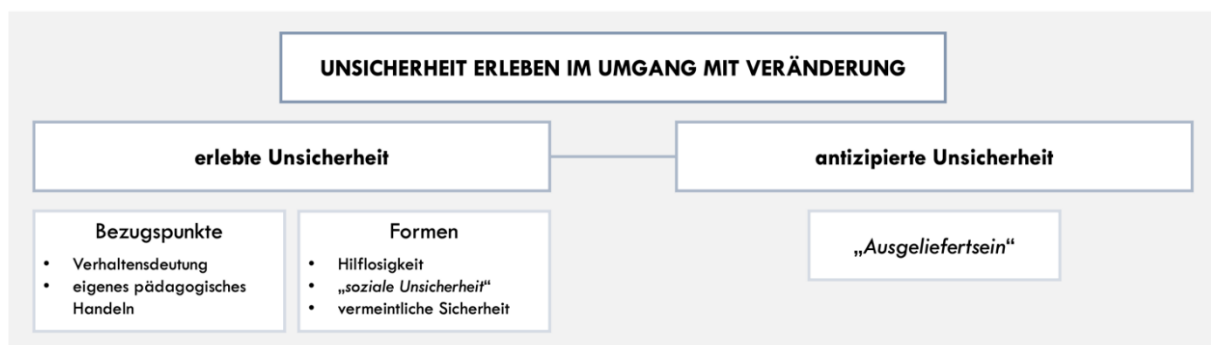 UNSICHERHEIT ERLEBEN IM UMGANG MIT VERÄNDERUNG
erlebte Unsicherheit
antizipierte Unsicherheit
Bezugspunkte
• Verhaltensdeutung
• eigenes pädagogisches
Handeln
Formen
• Hilflosigkeit
• „soziale Unsicherheit“
• vermeintliche Sicherheit
„Ausgeliefertsein“